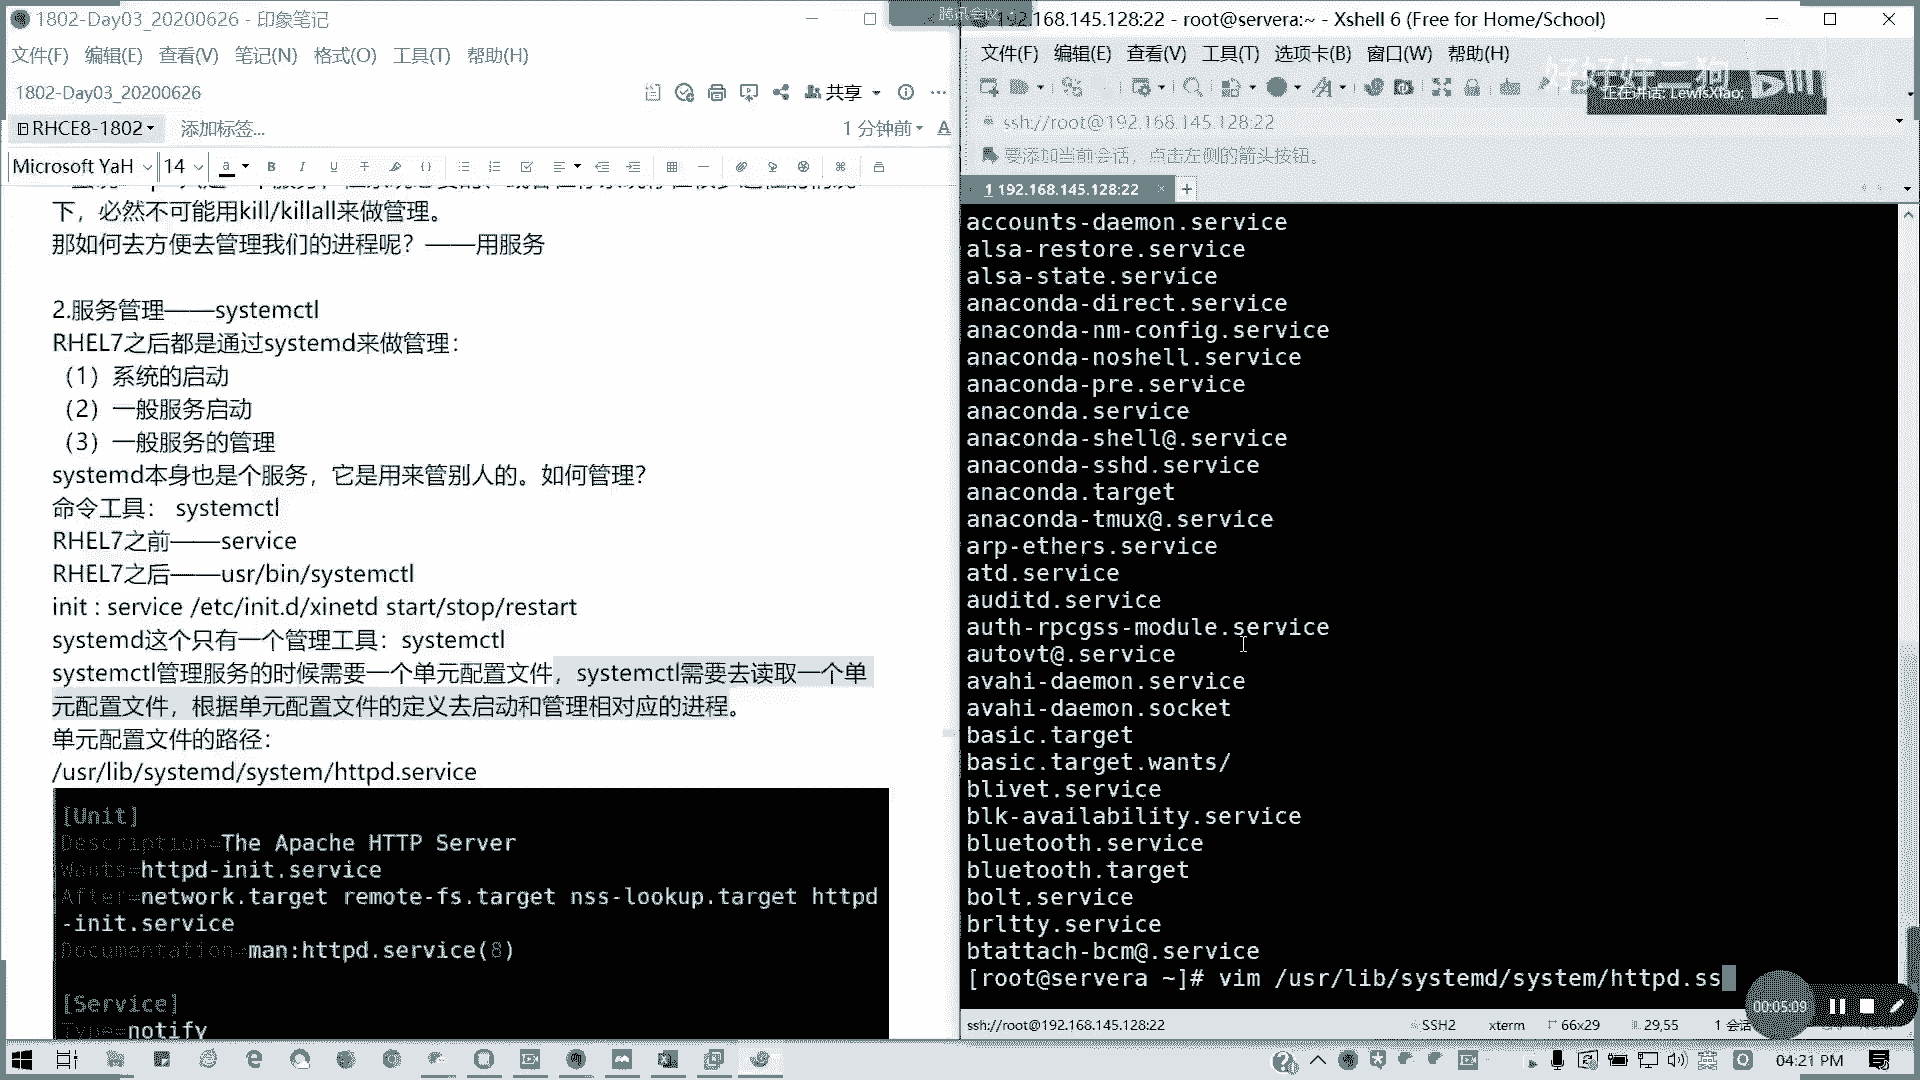 1802-Day03_20200626 - 印象笔记
文件(F) 编辑(E) 查看(V) 笔记(N) 格式(O) 工具(T) 帮助(H)
1802-Day03_20200626
共享
RHCE8-1802
添加标签...
1 分钟前
Microsoft YaH 14
下，必然不可能用kill/killall来做管理。
那如何去方便去管理我们的进程呢？——用服务
2.服务管理——systemctl
RHEL7之后都是通过systemd来做管理：
（1）系统的启动
（2）一般服务启动
（3）一般服务的管理
systemd本身也是个服务，它是用来管别人的。如何管理？
命令工具： systemctl
RHEL7之前——service
RHEL7之后——usr/bin/systemctl
init : service /etc/init.d/xinetd start/stop/restart
systemd这个只有一个管理工具：systemctl
systemctl管理服务的时候需要一个单元配置文件，systemctl需要去读取一个单
元配置文件，根据单元配置文件的定义去启动和管理相对应的进程。
单元配置文件的路径：
/usr/lib/systemd/system/httpd.service
[Unit]
Description=The Apache HTTP Server
Wants=httpd-init.service
After=network.target remote-fs.target nss-lookup.target httpd
-init.service
Documentation=man:httpd.service(8)
[Service]
Type=notify
腾讯会议
192.168.145.128:22 - root@servera:~ - Xshell 6 (Free for Home/School)
文件(F) 编辑(E) 查看(V) 工具(T) 选项卡(B) 窗口(W) 帮助(H)
正在讲话: LewisXiao;
ssh://root@192.168.145.128:22
要添加当前会话，点击左侧的箭头按钮。
1 192.168.145.128:22
accounts-daemon.service
alsa-restore.service
alsa-state.service
anaconda-direct.service
anaconda-nm-config.service
anaconda-noshell.service
anaconda-pre.service
anaconda.service
anaconda-shell@.service
anaconda-sshd.service
anaconda.target
anaconda-tmux@.service
arp-ethers.service
atd.service
auditd.service
auth-rpcgss-module.service
autovt@.service
avahi-daemon.service
avahi-daemon.socket
basic.target
basic.target.wants/
blivet.service
blk-availability.service
bluetooth.service
bluetooth.target
bolt.service
brltty.service
btattach-bcm@.service
[root@servera ~]# vim /usr/lib/systemd/system/httpd.ss
00:05:09
ssh://root@192.168.145.128:22
SSH2 xterm 66x29 29,55 1 会话
04:21 PM